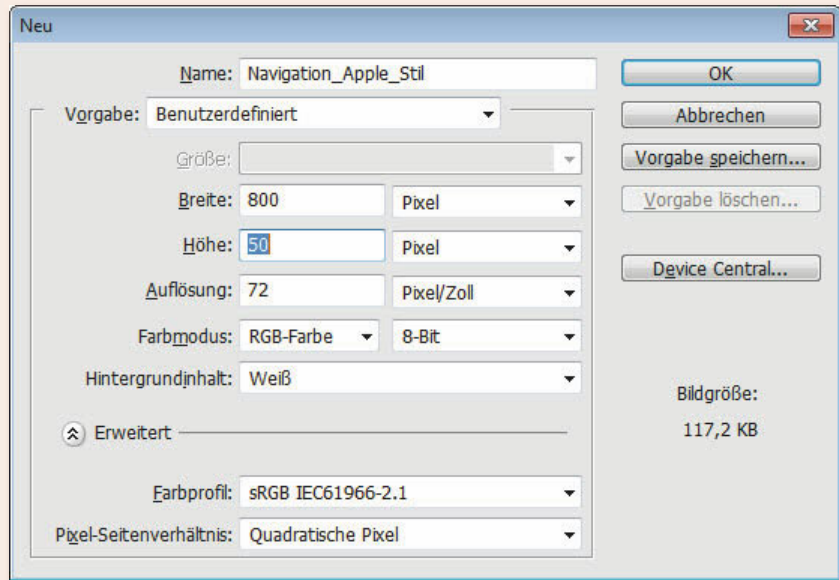 Neu
Name: Navigation_Apple_Stil
OK
Vorgabe: Benutzerdefiniert
Abbrechen
Größe:
Vorgabe speichern...
Breite: 800 Pixel
Vorgabe löschen...
Höhe: 50 Pixel
Device Central...
Auflösung: 72 Pixel/Zoll
Farbmodus: RGB-Farbe 8-Bit
Hintergrundinhalt: Weiß
Bildgröße:
117,2 KB
Erweitert
Farbprofil: sRGB IEC61966-2.1
Pixel-Seitenverhältnis: Quadratische Pixel